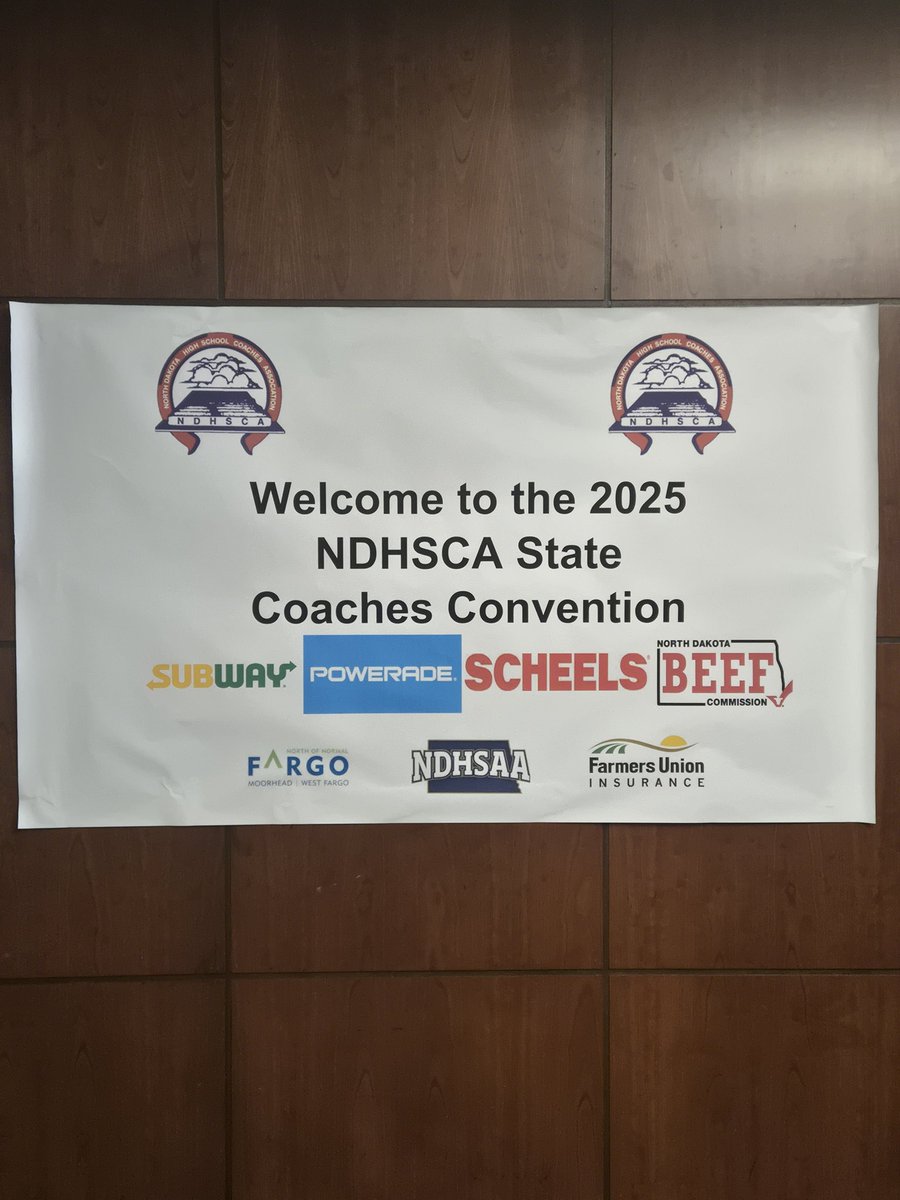 NORTH DAKOTA HIGH SCHOOL COACHES ASSOCIATION
NDHSCA
NORTH DAKOTA HIGH SCHOOL COACHES ASSOCIATION
NDHSCA
Welcome to the 2025
NDHSCA State
Coaches Convention
SUBWAY
POWERADE
SCHEELS
NORTH DAKOTA
BEEF
COMMISSION
NORTH OF NORMAL
FARGO
MOORHEAD | WEST FARGO
NDHSAA
Farmers Union
INSURANCE